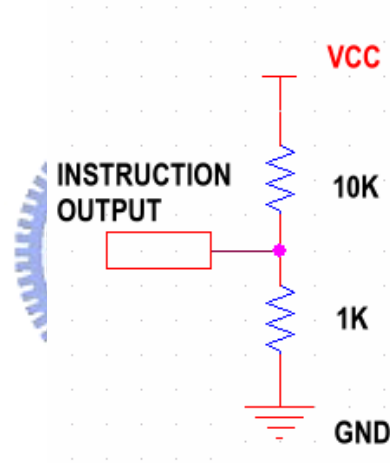 VCC
INSTRUCTION
OUTPUT
10K
1K
GND